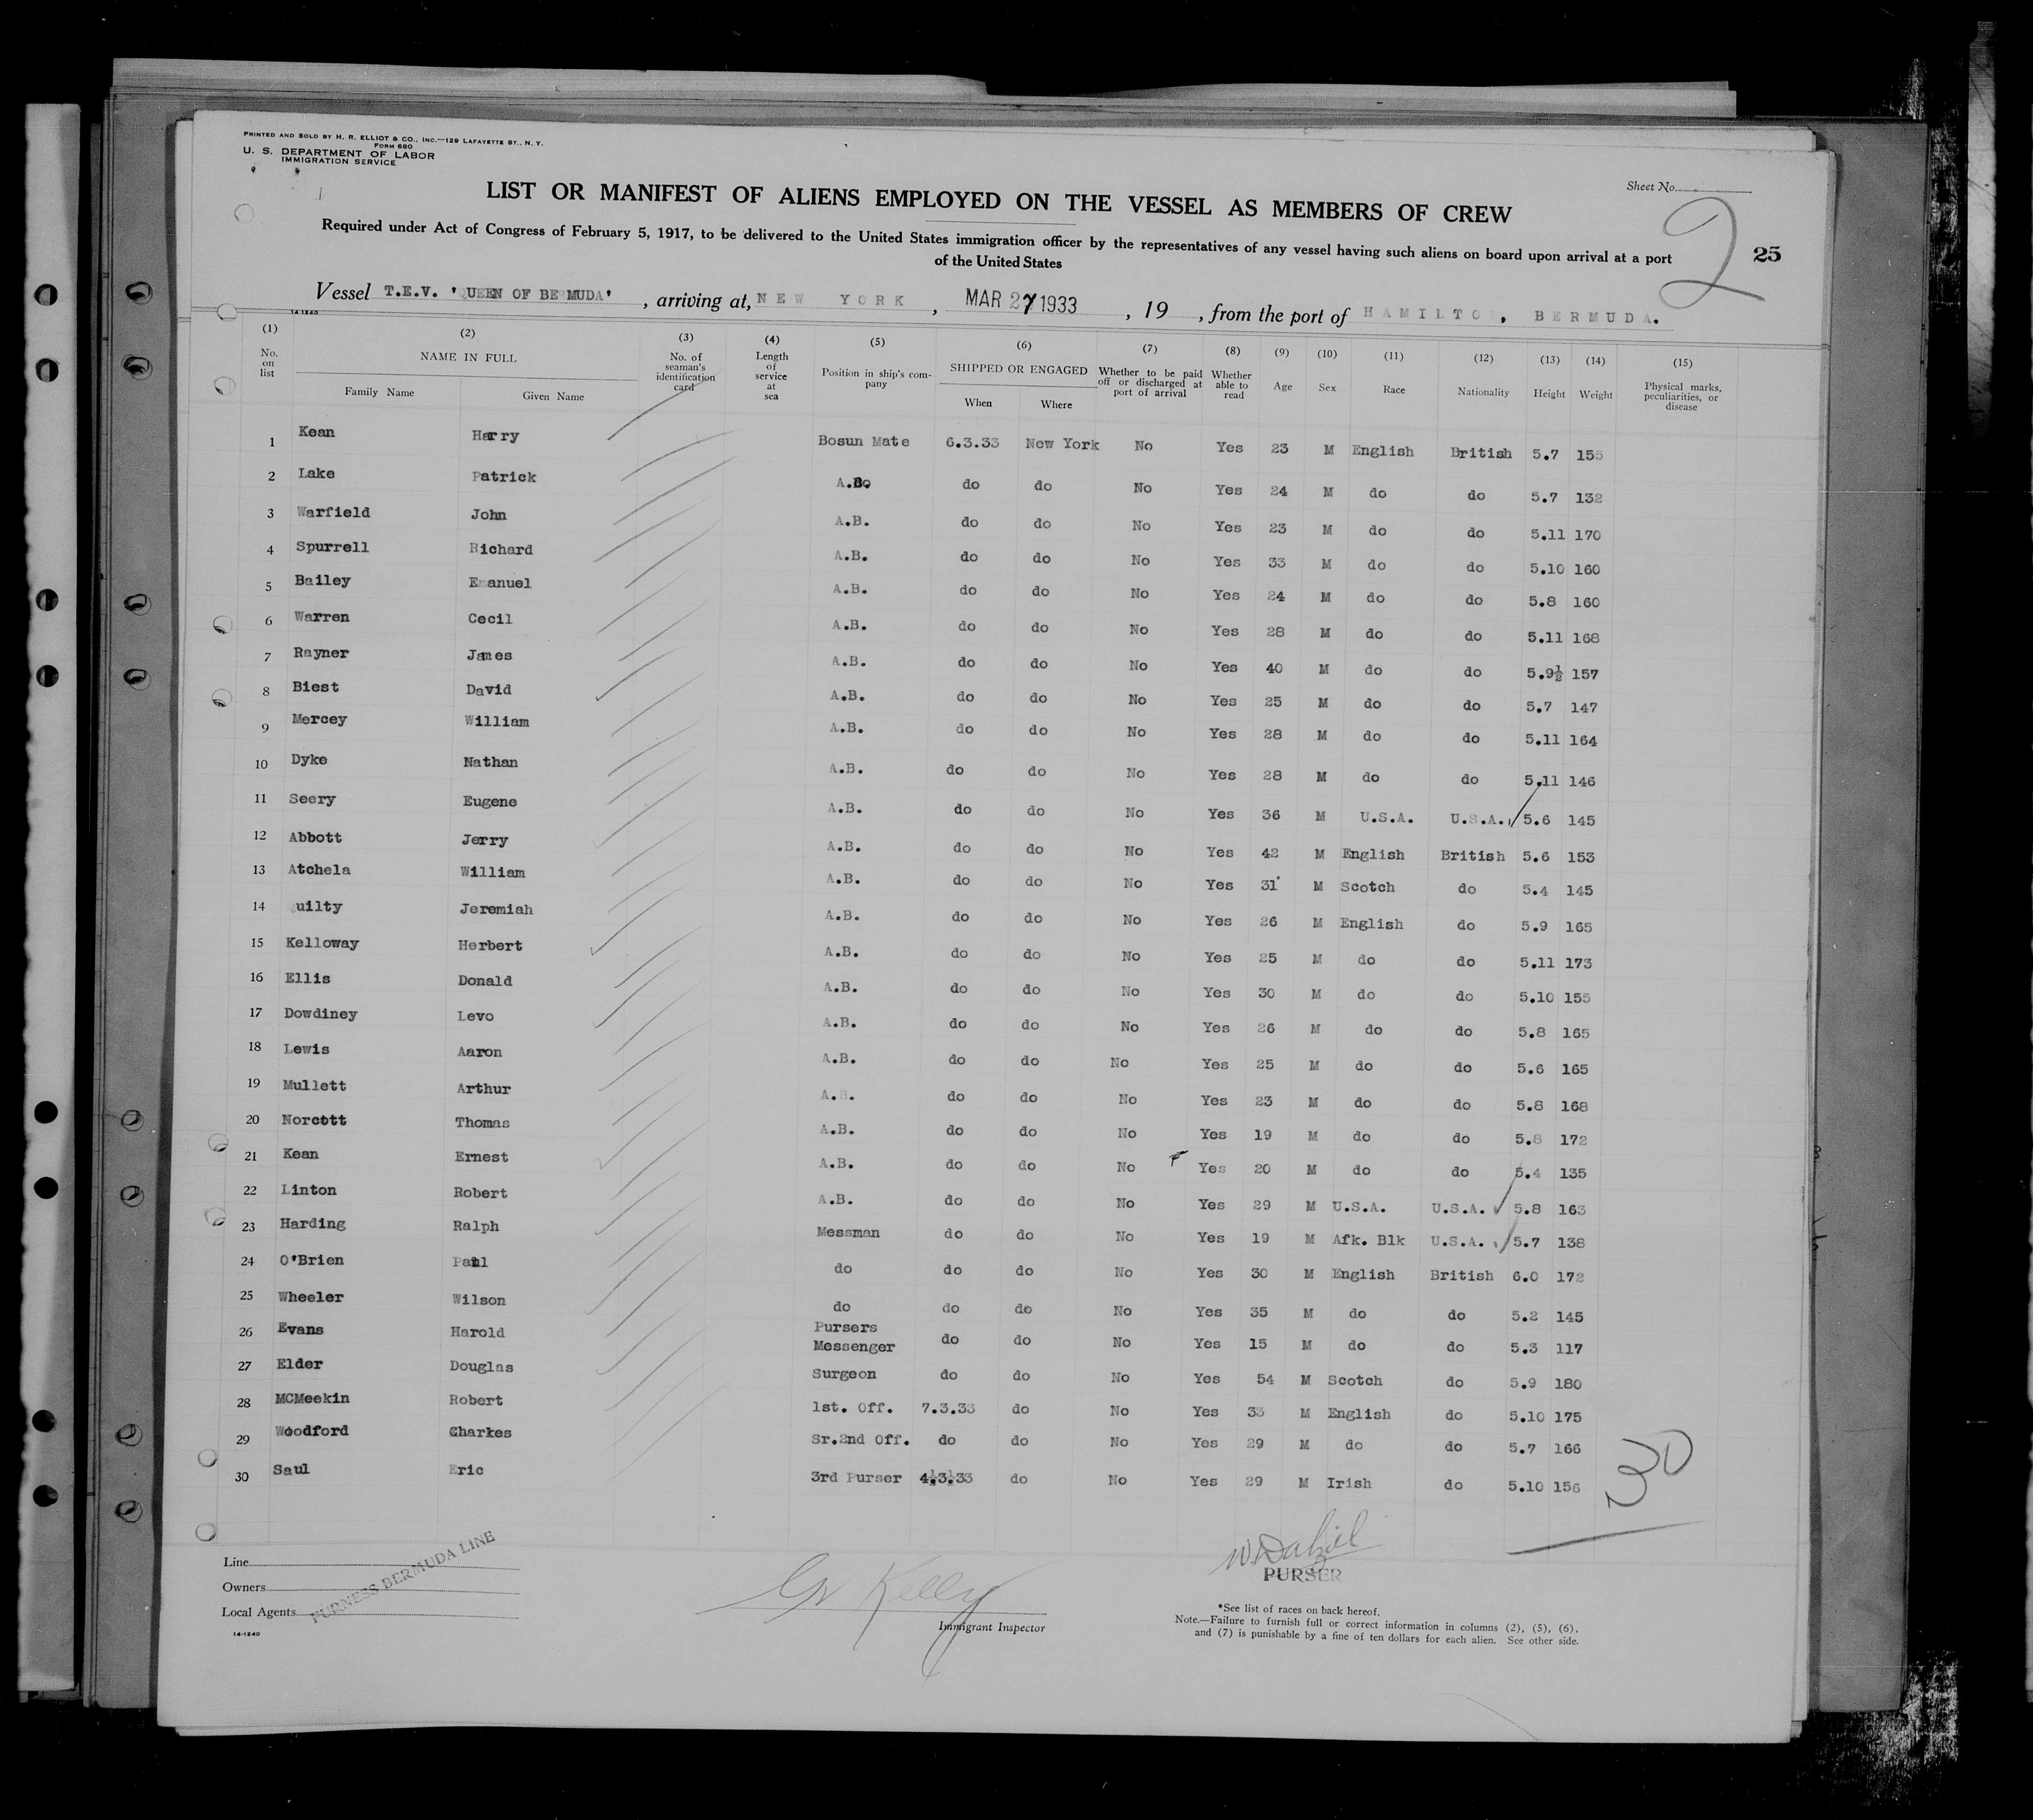 PRINTED AND SOLD BY H. R. ELLIOT & CO., INC.—129 LAFAYETTE ST., N. Y.
FORM 680
U. S. DEPARTMENT OF LABOR
IMMIGRATION SERVICE
Sheet No.
LIST OR MANIFEST OF ALIENS EMPLOYED ON THE VESSEL AS MEMBERS OF CREW
2
25
Required under Act of Congress of February 5, 1917, to be delivered to the United States immigration officer by the representatives of any vessel having such aliens on board upon arrival at a port
of the United States
Vessel T.E.V. 'QUEEN OF BERMUDA', arriving at, NEW YORK, MAR 27 1933, 19 , from the port of HAMILTO, BERMUDA.
14-1240
(1) No. on list (2) NAME IN FULL Family Name Given Name (3) No. of seaman's identification card (4) Length of service at sea (5) Position in ship's company (6) SHIPPED OR ENGAGED When Where (7) Whether to be paid off or discharged at port of arrival (8) Whether able to read (9) Age (10) Sex (11) Race (12) Nationality (13) Height (14) Weight (15) Physical marks, peculiarities, or disease
1 Kean Harry Bosun Mate 6.3.33 New York No Yes 23 M English British 5.7 155
2 Lake Patrick A.B. do do No Yes 24 M do do 5.7 132
3 Warfield John A.B. do do No Yes 23 M do do 5.11 170
4 Spurrell Richard A.B. do do No Yes 33 M do do 5.10 160
5 Bailey Emanuel A.B. do do No Yes 24 M do do 5.8 160
6 Warren Cecil A.B. do do No Yes 28 M do do 5.11 168
7 Rayner James A.B. do do No Yes 40 M do do 5.9½ 157
8 Biest David A.B. do do No Yes 25 M do do 5.7 147
9 Mercey William A.B. do do No Yes 28 M do do 5.11 164
10 Dyke Nathan A.B. do do No Yes 28 M do do 5.11 146
11 Seery Eugene A.B. do do No Yes 36 M U.S.A. U.S.A. 5.6 145
12 Abbott Jerry A.B. do do No Yes 42 M English British 5.6 153
13 Atchela William A.B. do do No Yes 31 M Scotch do 5.4 145
14 Quilty Jeremiah A.B. do do No Yes 26 M English do 5.9 165
15 Kelloway Herbert A.B. do do No Yes 25 M do do 5.11 173
16 Ellis Donald A.B. do do No Yes 30 M do do 5.10 155
17 Dowdiney Levo A.B. do do No Yes 26 M do do 5.8 165
18 Lewis Aaron A.B. do do No Yes 25 M do do 5.6 165
19 Mullett Arthur A.B. do do No Yes 23 M do do 5.8 168
20 Norcott Thomas A.B. do do No Yes 19 M do do 5.8 172
21 Kean Ernest A.B. do do No Yes 20 M do do 5.4 135
22 Linton Robert A.B. do do No Yes 29 M U.S.A. U.S.A. 5.8 163
23 Harding Ralph Messman do do No Yes 19 M Afk. Blk U.S.A. 5.7 138
24 O'Brien Paul do do do No Yes 30 M English British 6.0 172
25 Wheeler Wilson do do do No Yes 35 M do do 5.2 145
26 Evans Harold Pursers Messenger do do No Yes 15 M do do 5.3 117
27 Elder Douglas Surgeon do do No Yes 54 M Scotch do 5.9 180
28 MCMeekin Robert 1st. Off. 7.3.33 do No Yes 33 M English do 5.10 175
29 Woodford Charkes Sr.2nd Off. do do No Yes 29 M do do 5.7 166
30 Saul Eric 3rd Purser 4.3.33 do No Yes 29 M Irish do 5.10 156
30
Line
Owners
Local Agents
FURNESS BERMUDA LINE
14-1240
Kelly
Immigrant Inspector
PURSER
*See list of races on back hereof.
Note.—Failure to furnish full or correct information in columns (2), (5), (6),
and (7) is punishable by a fine of ten dollars for each alien. See other side.